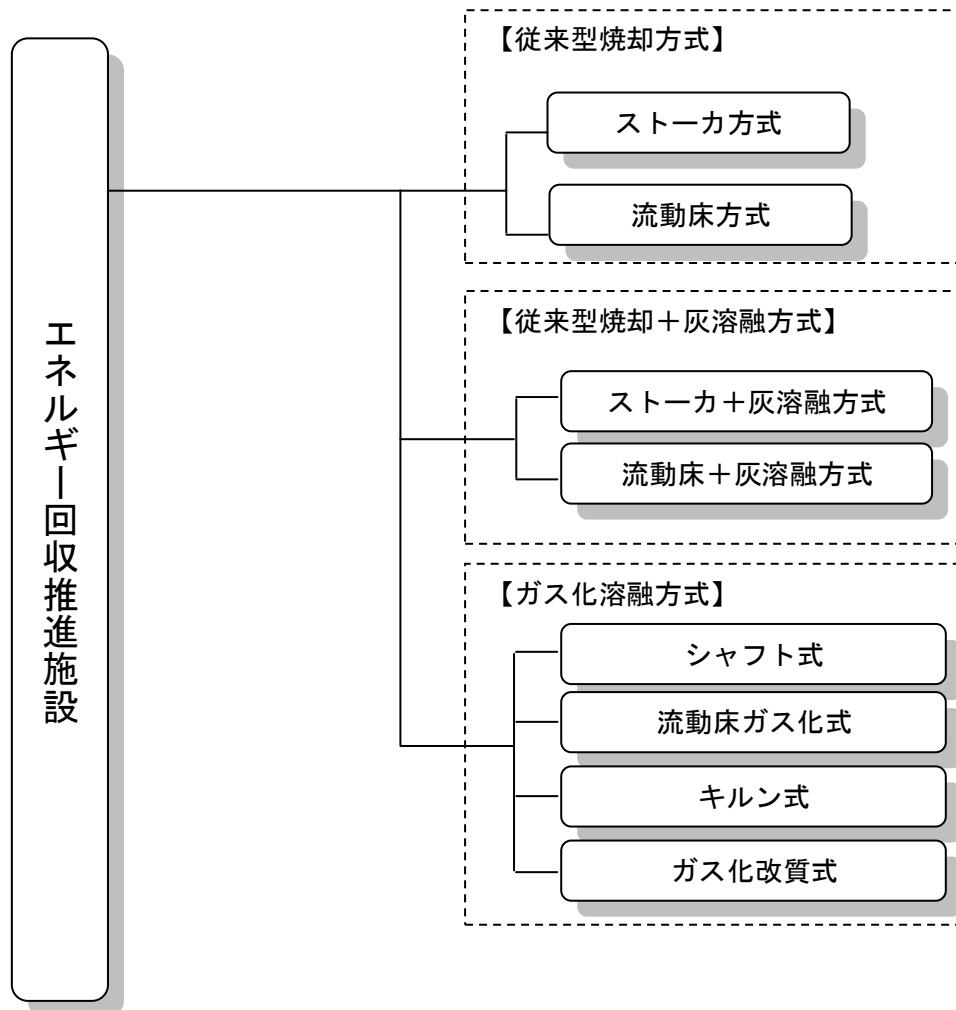 エネルギー回収推進施設
【従来型焼却方式】
ストーカ方式
流動床方式
【従来型焼却＋灰溶融方式】
ストーカ＋灰溶融方式
流動床＋灰溶融方式
【ガス化溶融方式】
シャフト式
流動床ガス化式
キルン式
ガス化改質式